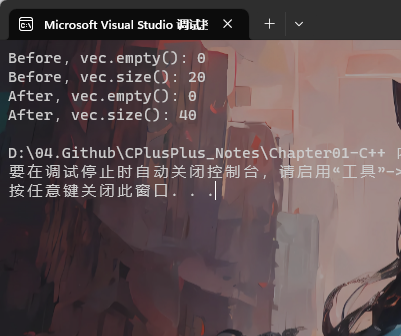 Microsoft Visual Studio 调试
Before, vec.empty(): 0
Before, vec.size(): 20
After, vec.empty(): 0
After, vec.size(): 40
D:\04.Github\CPlusPlus_Notes\Chapter01-C++
要在调试停止时自动关闭控制台，请启用“工具”->
按任意键关闭此窗口. . .